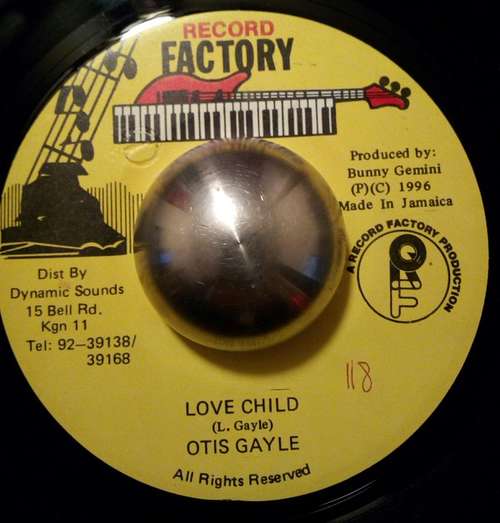 RECORD
FACTORY
Produced by:
Bunny Gemini
(P)(C) 1996
Made In Jamaica
A RECORD FACTORY PRODUCTION
RF
Dist By
Dynamic Sounds
15 Bell Rd.
Kgn 11
Tel: 92-39138/
39168
118
LOVE CHILD
(L. Gayle)
OTIS GAYLE
All Rights Reserved